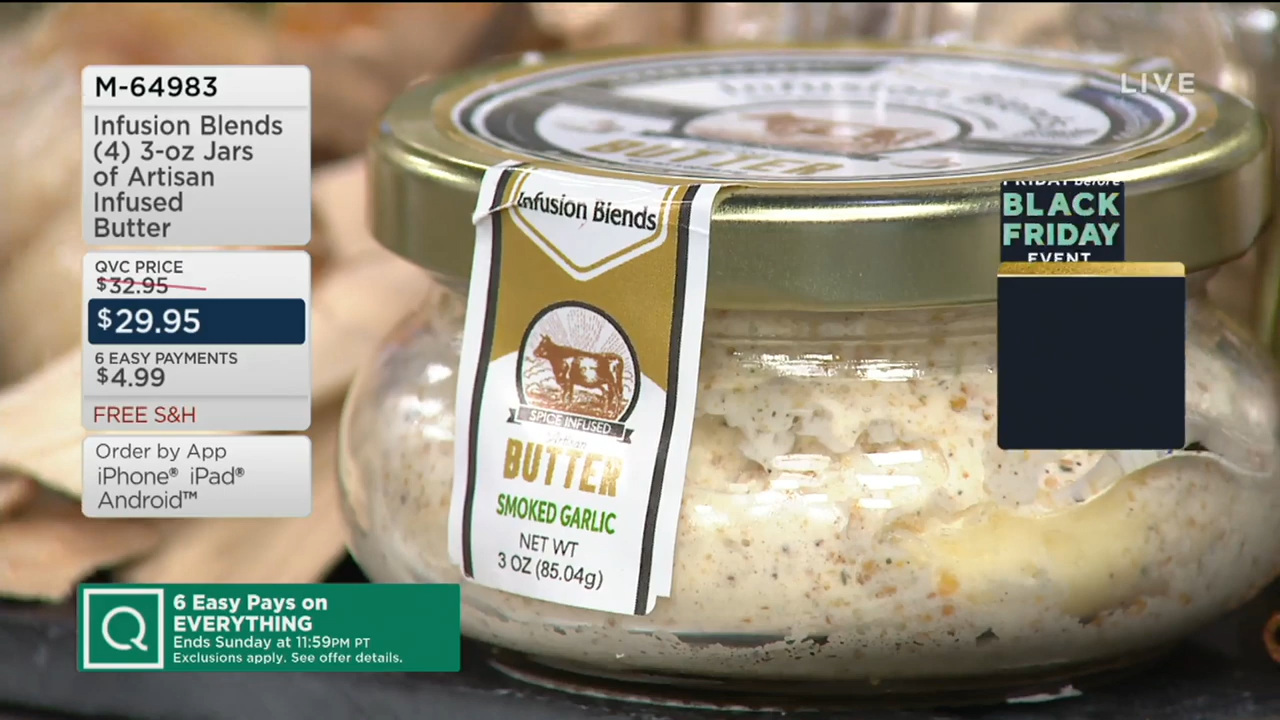 M-64983
Infusion Blends
(4) 3-oz Jars
of Artisan
Infused
Butter
QVC PRICE
$32.95
$29.95
6 EASY PAYMENTS
$4.99
FREE S&H
Order by App
iPhone® iPad®
Android™
6 Easy Pays on
EVERYTHING
Ends Sunday at 11:59PM PT
Exclusions apply. See offer details.
BUTTER
Infusion Blends
SPICE INFUSED
Artisan
BUTTER
SMOKED GARLIC
NET WT
3 OZ (85.04g)
LIVE
FRIDAY before
BLACK
FRIDAY
EVENT